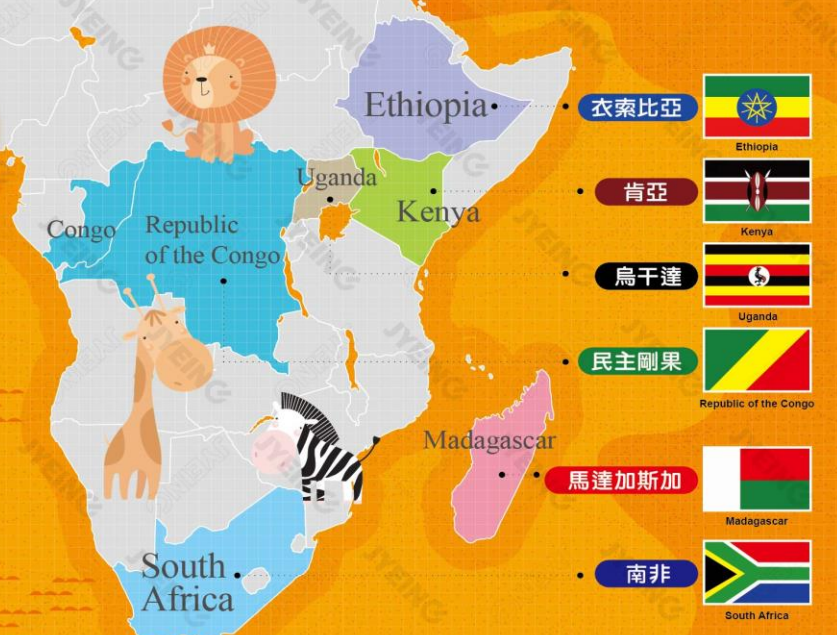 Ethiopia
Uganda
Kenya
Congo
Republic
of the Congo
Madagascar
South
Africa
衣索比亞
Ethiopia
肯亞
Kenya
烏干達
Uganda
民主剛果
Republic of the Congo
馬達加斯加
Madagascar
南非
South Africa
JYEING